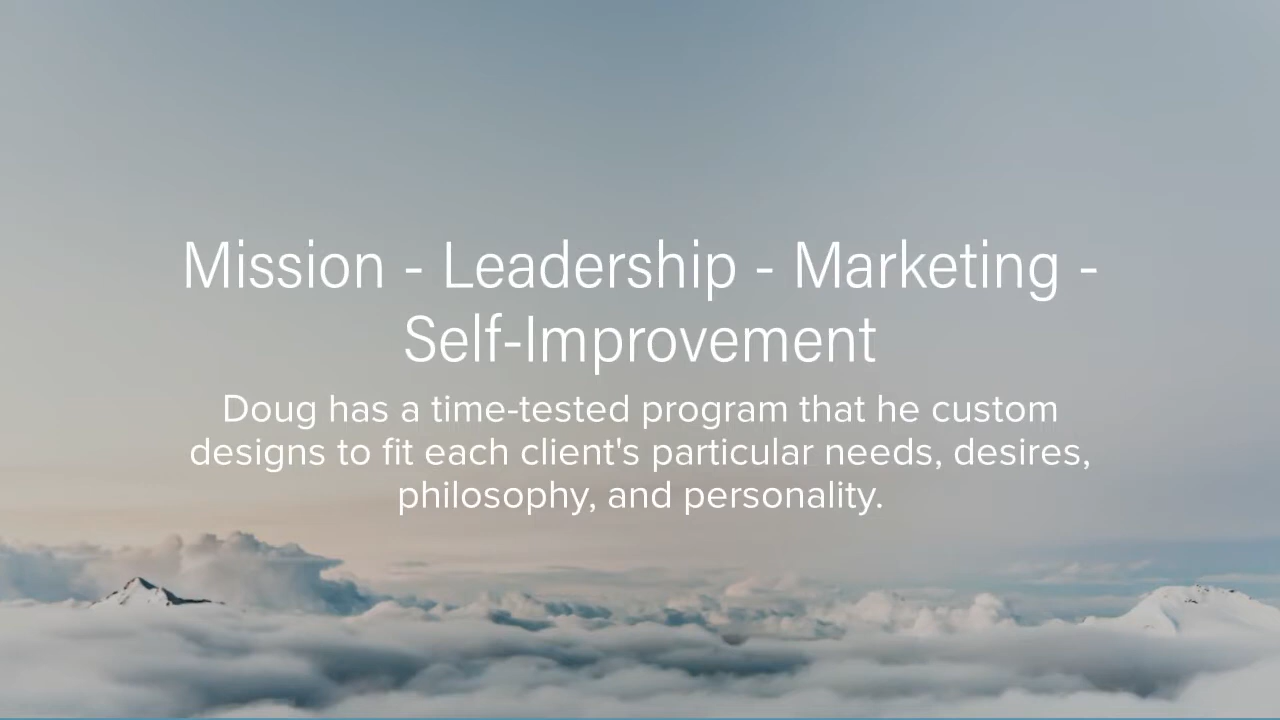 Mission - Leadership - Marketing -
Self-Improvement
Doug has a time-tested program that he custom
designs to fit each client's particular needs, desires,
philosophy, and personality.